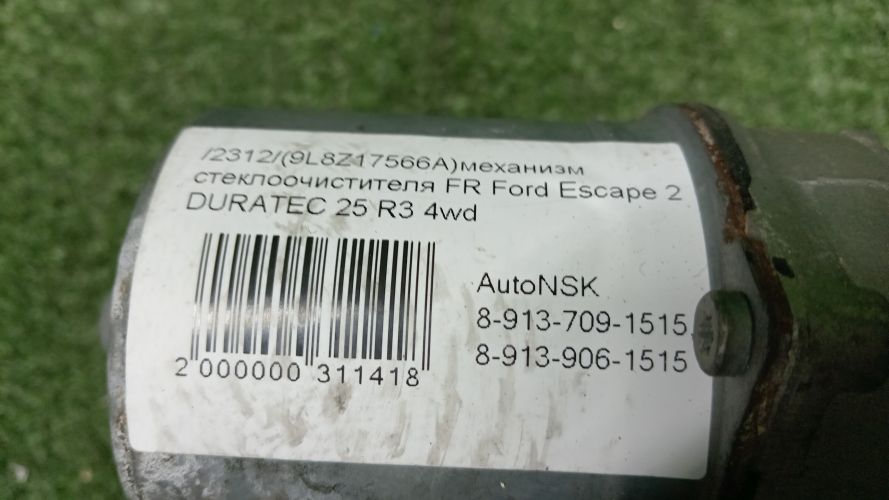 /2312/(9L8Z17566A)механизм
стеклоочистителя FR Ford Escape 2
DURATEC 25 R3 4wd
AutoNSK
8-913-709-1515
8-913-906-1515
2 000000 311418